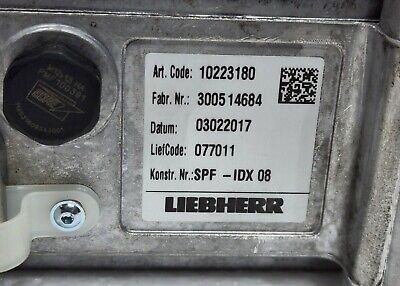 Art. Code: 10223180
Fabr. Nr.: 300514684
Datum: 03022017
LiefCode: 077011
Konstr. Nr.: SPF -IDX 08
LIEBHERR